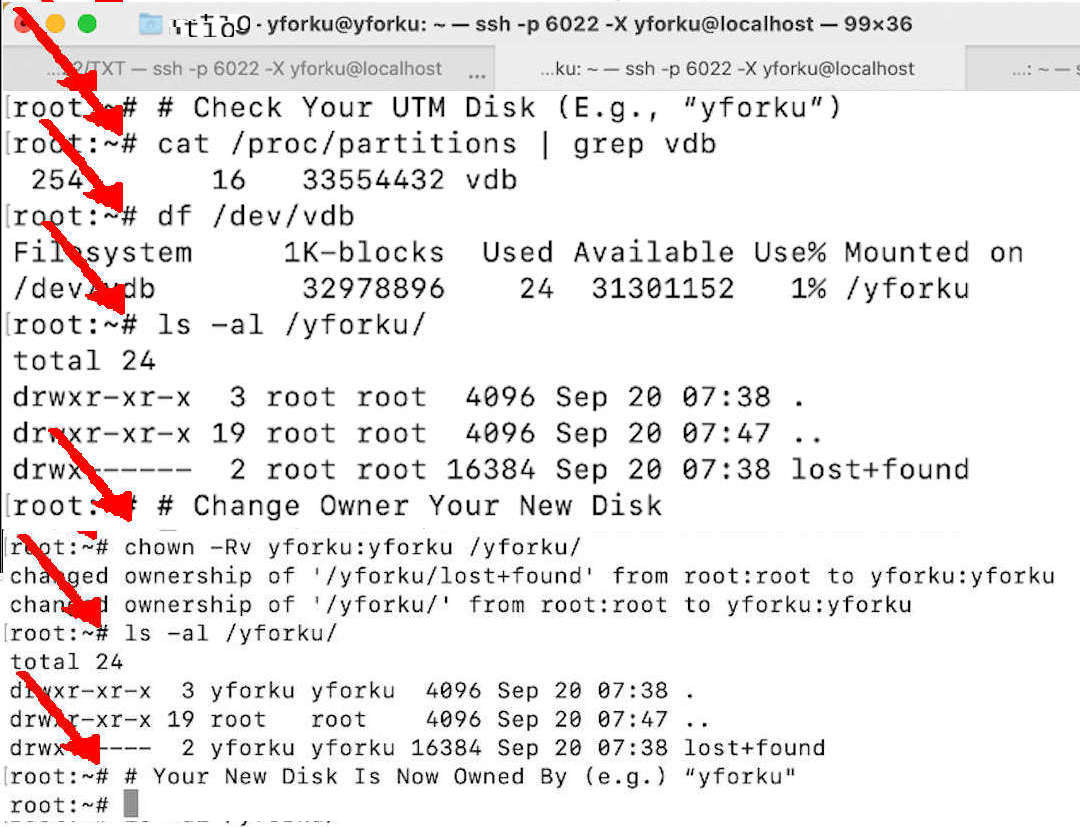 yforku@yforku: ~ — ssh -p 6022 -X yforku@localhost — 99×36
...22/TXT — ssh -p 6022 -X yforku@localhost ...
...ku: ~ — ssh -p 6022 -X yforku@localhost
...: ~ — s
[root:~# # Check Your UTM Disk (E.g., “yforku”)
[root:~# cat /proc/partitions | grep vdb
254 16 33554432 vdb
[root:~# df /dev/vdb
Filesystem 1K-blocks Used Available Use% Mounted on
/dev/vdb 32978896 24 31301152 1% /yforku
[root:~# ls -al /yforku/
total 24
drwxr-xr-x 3 root root 4096 Sep 20 07:38 .
drwxr-xr-x 19 root root 4096 Sep 20 07:47 ..
drwx------ 2 root root 16384 Sep 20 07:38 lost+found
[root:~# # Change Owner Your New Disk
[root:~# chown -Rv yforku:yforku /yforku/
changed ownership of '/yforku/lost+found' from root:root to yforku:yforku
changed ownership of '/yforku/' from root:root to yforku:yforku
[root:~# ls -al /yforku/
total 24
drwxr-xr-x 3 yforku yforku 4096 Sep 20 07:38 .
drwxr-xr-x 19 root root 4096 Sep 20 07:47 ..
drwx------ 2 yforku yforku 16384 Sep 20 07:38 lost+found
[root:~# # Your New Disk Is Now Owned By (e.g.) “yforku"
root:~#